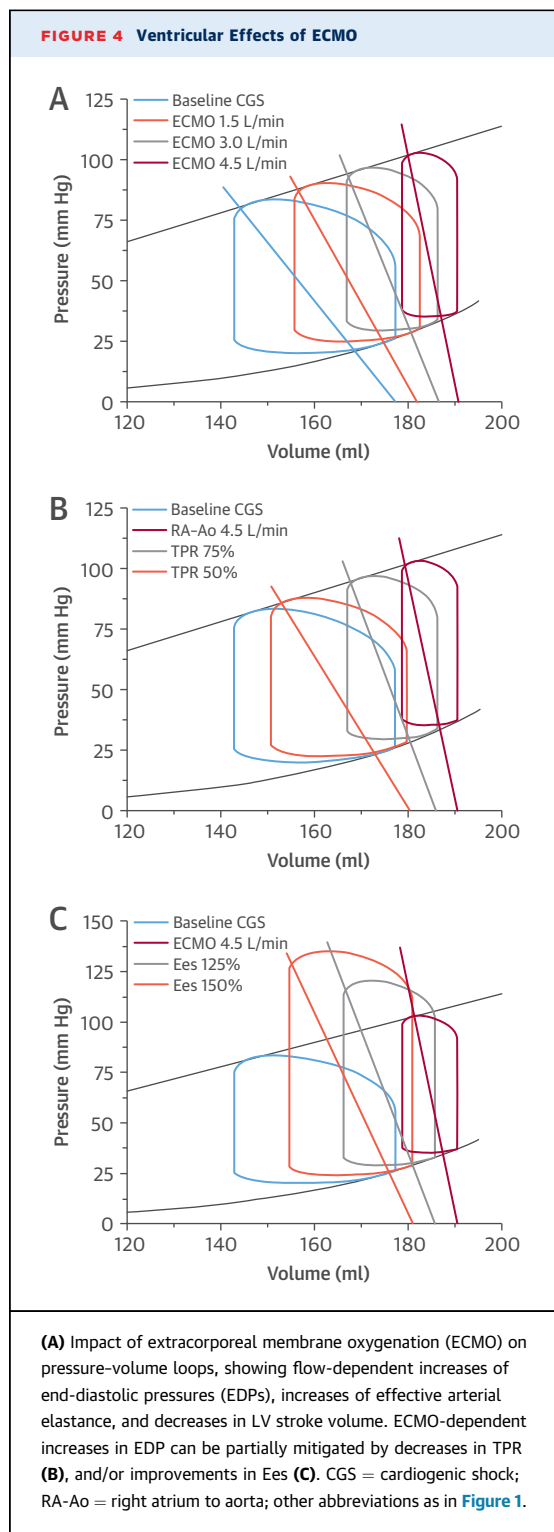 FIGURE 4 Ventricular Effects of ECMO
A
Baseline CGS
ECMO 1.5 L/min
ECMO 3.0 L/min
ECMO 4.5 L/min
Pressure (mm Hg)
125
100
75
50
25
0
120 140 160 180 200
Volume (ml)
B
Baseline CGS
RA-Ao 4.5 L/min
TPR 75%
TPR 50%
Pressure (mm Hg)
125
100
75
50
25
0
120 140 160 180 200
Volume (ml)
C
Baseline CGS
ECMO 4.5 L/min
Ees 125%
Ees 150%
Pressure (mm Hg)
150
125
100
75
50
25
0
120 140 160 180 200
Volume (ml)
(A) Impact of extracorporeal membrane oxygenation (ECMO) on
pressure-volume loops, showing flow-dependent increases of
end-diastolic pressures (EDPs), increases of effective arterial
elastance, and decreases in LV stroke volume. ECMO-dependent
increases in EDP can be partially mitigated by decreases in TPR
(B), and/or improvements in Ees (C). CGS = cardiogenic shock;
RA-Ao = right atrium to aorta; other abbreviations as in Figure 1.